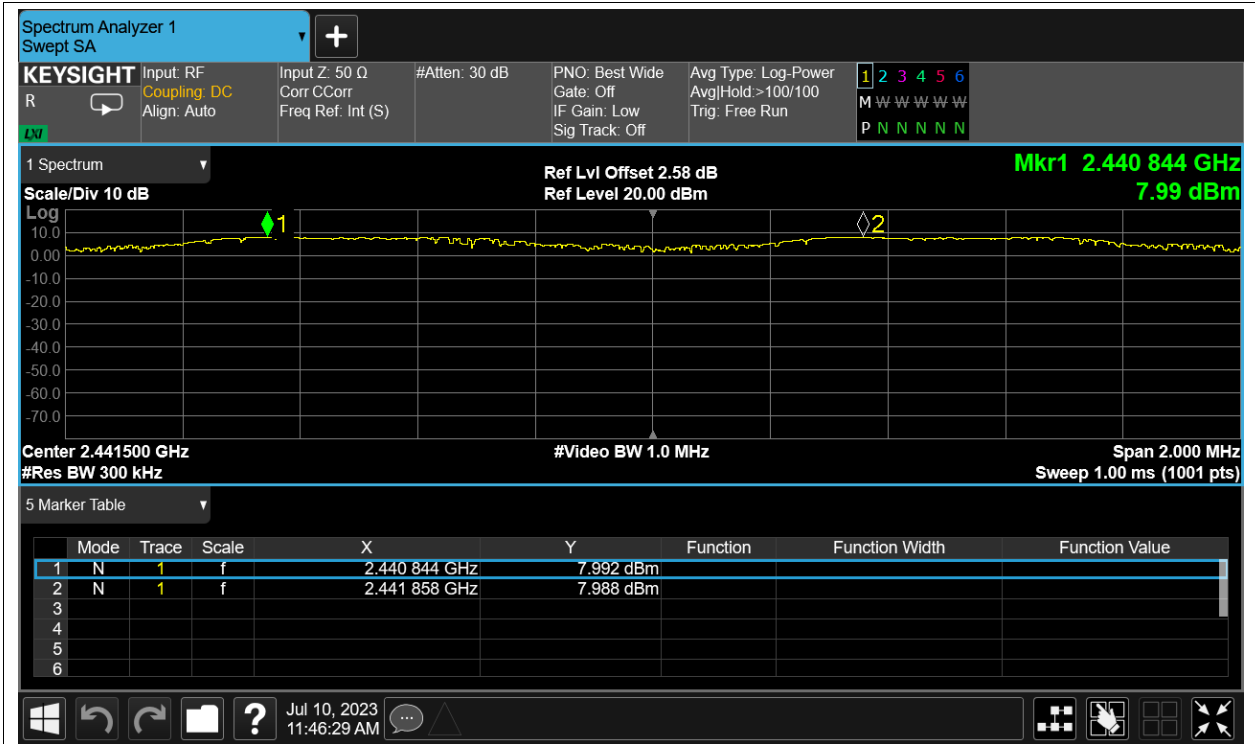 Spectrum Analyzer 1
Swept SA
+
KEYSIGHT
R
LXI
Input: RF
Coupling: DC
Align: Auto
Input Z: 50 Ω
Corr CCorr
Freq Ref: Int (S)
#Atten: 30 dB
PNO: Best Wide
Gate: Off
IF Gain: Low
Sig Track: Off
Avg Type: Log-Power
Avg|Hold:>100/100
Trig: Free Run
1 2 3 4 5 6
M W W W W W
P N N N N N
1 Spectrum
Ref Lvl Offset 2.58 dB
Mkr1 2.440 844 GHz
Scale/Div 10 dB
Ref Level 20.00 dBm
7.99 dBm
Log
1
2
10.0
0.00
-10.0
-20.0
-30.0
-40.0
-50.0
-60.0
-70.0
Center 2.441500 GHz
#Video BW 1.0 MHz
Span 2.000 MHz
#Res BW 300 kHz
Sweep 1.00 ms (1001 pts)
5 Marker Table
Mode Trace Scale X Y Function Function Width Function Value
1 N 1 f 2.440 844 GHz 7.992 dBm
2 N 1 f 2.441 858 GHz 7.988 dBm
3
4
5
6
?
Jul 10, 2023
11:46:29 AM